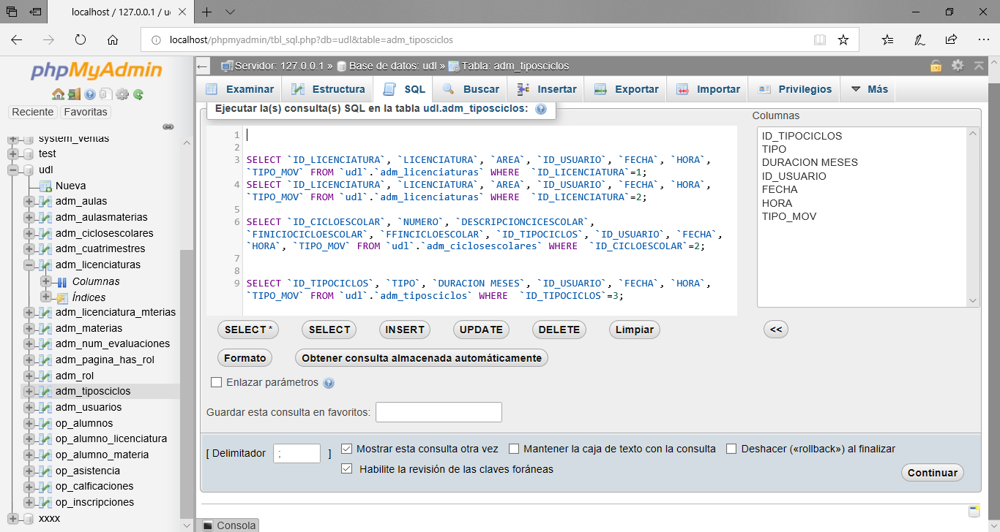 localhost / 127.0.0.1 / u
localhost/phpmyadmin/tbl_sql.php?db=udl&table=adm_tiposciclos
phpMyAdmin
Reciente Favoritas
system_ventas
test
udl
Nueva
adm_aulas
adm_aulasmaterias
adm_ciclosescolares
adm_cuatrimestres
adm_licenciaturas
Columnas
Índices
adm_licenciatura_mterias
adm_materias
adm_num_evaluaciones
adm_pagina_has_rol
adm_rol
adm_tiposciclos
adm_usuarios
op_alumnos
op_alumno_licenciatura
op_alumno_materia
op_asistencia
op_calficaciones
op_inscripciones
xxxx
Servidor: 127.0.0.1 » Base de datos: udl » Tabla: adm_tiposciclos
Examinar Estructura SQL Buscar Insertar Exportar Importar Privilegios Más
Ejecutar la(s) consulta(s) SQL en la tabla udl.adm_tiposciclos:
1
2
3 SELECT `ID_LICENCIATURA`, `LICENCIATURA`, `AREA`, `ID_USUARIO`, `FECHA`, `HORA`,
`TIPO_MOV` FROM `udl`.`adm_licenciaturas` WHERE  `ID_LICENCIATURA`=1;
4 SELECT `ID_LICENCIATURA`, `LICENCIATURA`, `AREA`, `ID_USUARIO`, `FECHA`, `HORA`,
`TIPO_MOV` FROM `udl`.`adm_licenciaturas` WHERE  `ID_LICENCIATURA`=2;
5
6 SELECT `ID_CICLOESCOLAR`, `NUMERO`, `DESCRIPCIONCICESCOLAR`,
`FINICIOCICLOESCOLAR`, `FFINCICLOESCOLAR`, `ID_TIPOCICLOS`, `ID_USUARIO`, `FECHA`,
`HORA`, `TIPO_MOV` FROM `udl`.`adm_ciclosescolares` WHERE  `ID_CICLOESCOLAR`=2;
7
8
9 SELECT `ID_TIPOCICLOS`, `TIPO`, `DURACION MESES`, `ID_USUARIO`, `FECHA`, `HORA`,
`TIPO_MOV` FROM `udl`.`adm_tiposciclos` WHERE  `ID_TIPOCICLOS`=3;
Columnas
ID_TIPOCICLOS
TIPO
DURACION MESES
ID_USUARIO
FECHA
HORA
TIPO_MOV
SELECT * SELECT INSERT UPDATE DELETE Limpiar <<
Formato Obtener consulta almacenada automáticamente
Enlazar parámetros
Guardar esta consulta en favoritos:
[ Delimitador ; ] Mostrar esta consulta otra vez Mantener la caja de texto con la consulta Deshacer («rollback») al finalizar
Habilite la revisión de las claves foráneas
Continuar
Consola